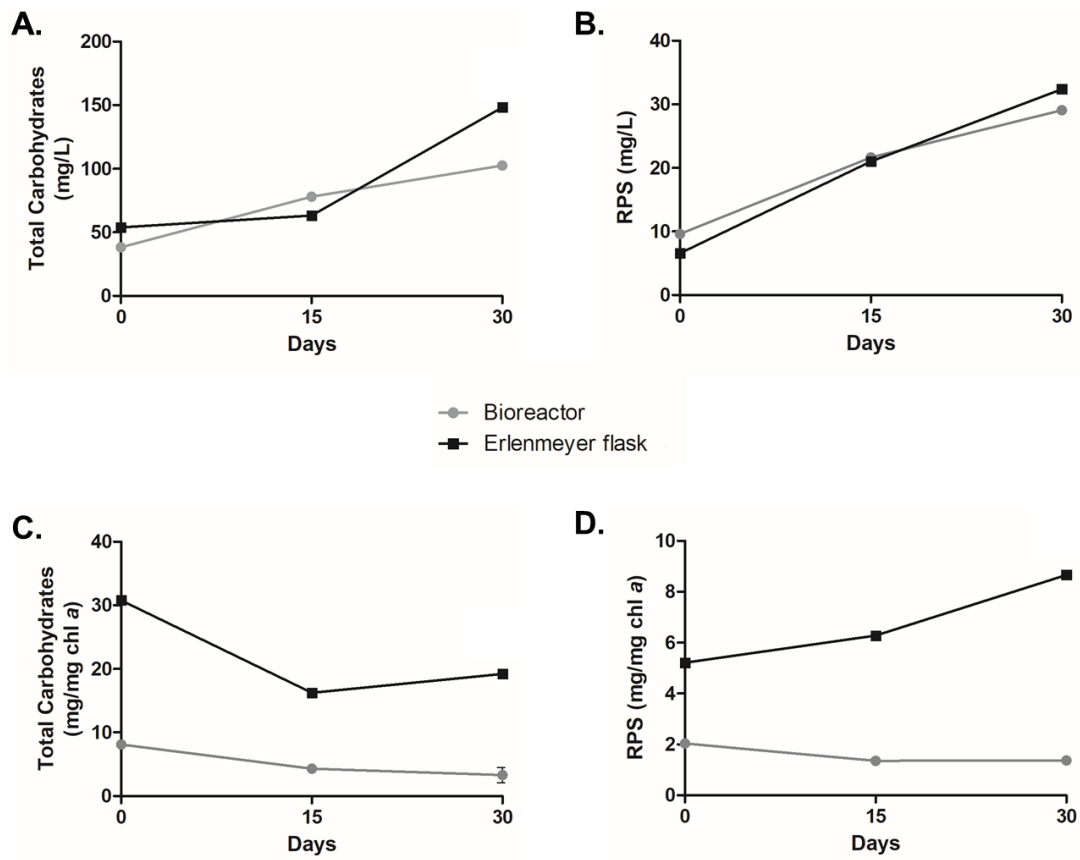 A.
Total Carbohydrates
(mg/L)
200
150
100
50
0
0 15 30
Days
B.
RPS (mg/L)
40
30
20
10
0
0 15 30
Days
Bioreactor
Erlenmeyer flask
C.
Total Carbohydrates
(mg/mg chl a)
40
30
20
10
0
0 15 30
Days
D.
RPS (mg/mg chl a)
10
8
6
4
2
0
0 15 30
Days